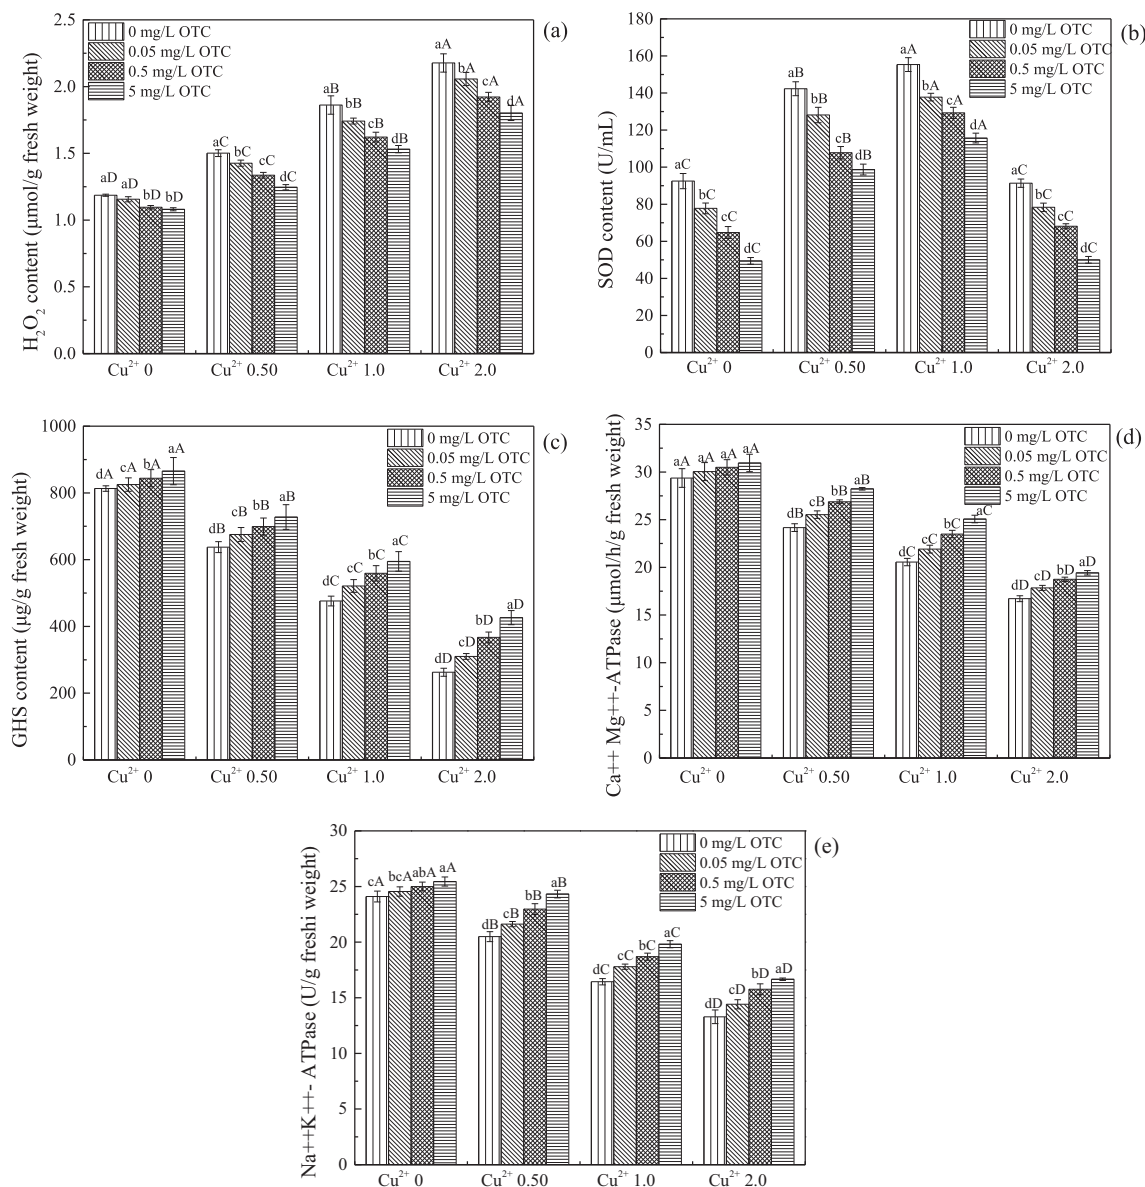 (a)
H₂O₂ content (μmol/g fresh weight)
2.5
2.0
1.5
1.0
0.5
0.0
0 mg/L OTC
0.05 mg/L OTC
0.5 mg/L OTC
5 mg/L OTC
aD aD bD bD
aC bC cC dC
aB bB cB dB
aA bA cA dA
Cu²⁺ 0 Cu²⁺ 0.50 Cu²⁺ 1.0 Cu²⁺ 2.0
(b)
SOD content (U/mL)
180
160
140
120
100
80
60
40
20
0
0 mg/L OTC
0.05 mg/L OTC
0.5 mg/L OTC
5 mg/L OTC
aC bC cC dC
aB bB cB dB
aA bA cA dA
aC bC cC dC
Cu²⁺ 0 Cu²⁺ 0.50 Cu²⁺ 1.0 Cu²⁺ 2.0
(c)
GHS content (μg/g fresh weight)
1000
800
600
400
200
0
0 mg/L OTC
0.05 mg/L OTC
0.5 mg/L OTC
5 mg/L OTC
dA cA bA aA
dB cB bB aB
dC cC bC aC
dD cD bD aD
Cu²⁺ 0 Cu²⁺ 0.50 Cu²⁺ 1.0 Cu²⁺ 2.0
(d)
Ca++ Mg++-ATPase (μmol/h/g fresh weight)
35
30
25
20
15
10
5
0
0 mg/L OTC
0.05 mg/L OTC
0.5 mg/L OTC
5 mg/L OTC
aA aA aA aA
dB cB bB aB
dC cC bC aC
dD cD bD aD
Cu²⁺ 0 Cu²⁺ 0.50 Cu²⁺ 1.0 Cu²⁺ 2.0
(e)
Na++K++- ATPase (U/g freshi weight)
30
25
20
15
10
5
0
0 mg/L OTC
0.05 mg/L OTC
0.5 mg/L OTC
5 mg/L OTC
cA bcA abA aA
dB cB bB aB
dC cC bC aC
dD cD bD aD
Cu²⁺ 0 Cu²⁺ 0.50 Cu²⁺ 1.0 Cu²⁺ 2.0